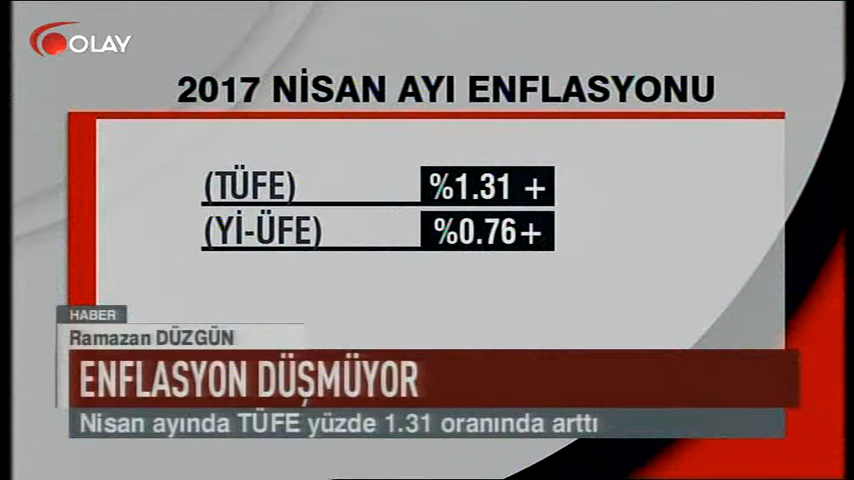 OLAY
2017 NİSAN AYI ENFLASYONU
(TÜFE) %1.31 +
(Yİ-ÜFE) %0.76+
HABER
Ramazan DÜZGÜN
ENFLASYON DÜŞMÜYOR
Nisan ayında TÜFE yüzde 1.31 oranında arttı